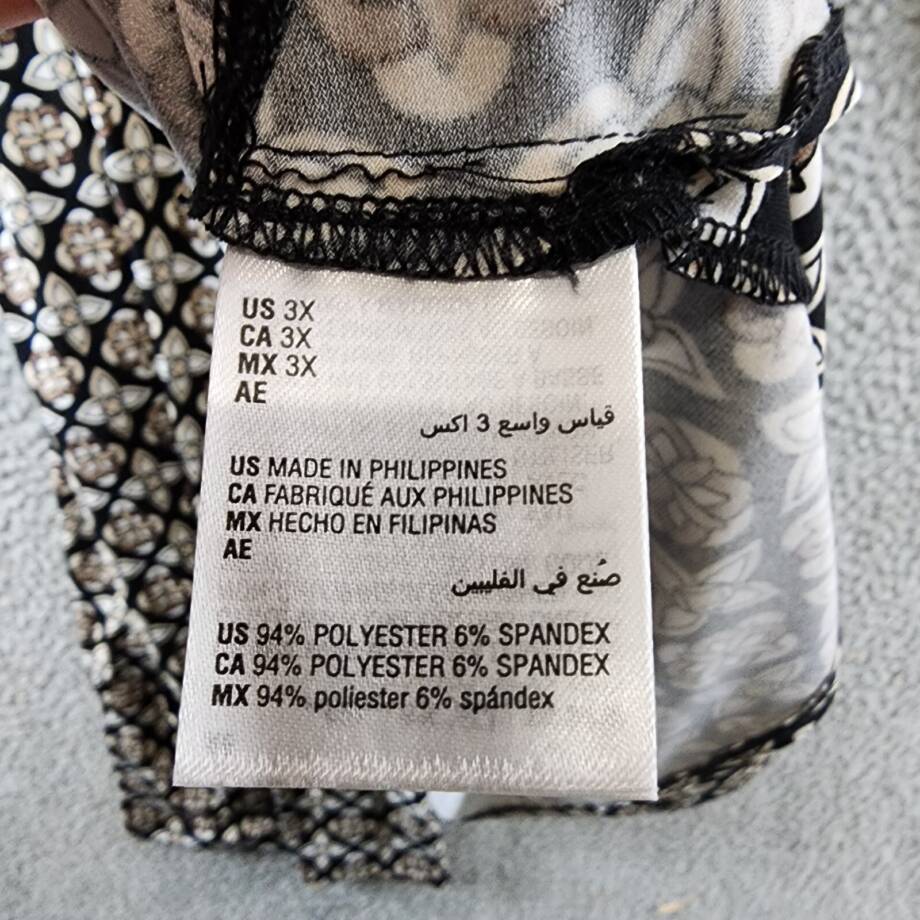 US 3X
CA 3X
MX 3X
AE
قياس واسع 3 اكس
US MADE IN PHILIPPINES
CA FABRIQUÉ AUX PHILIPPINES
MX HECHO EN FILIPINAS
AE
صُنع في الفليبين
US 94% POLYESTER 6% SPANDEX
CA 94% POLYESTER 6% SPANDEX
MX 94% poliester 6% spándex